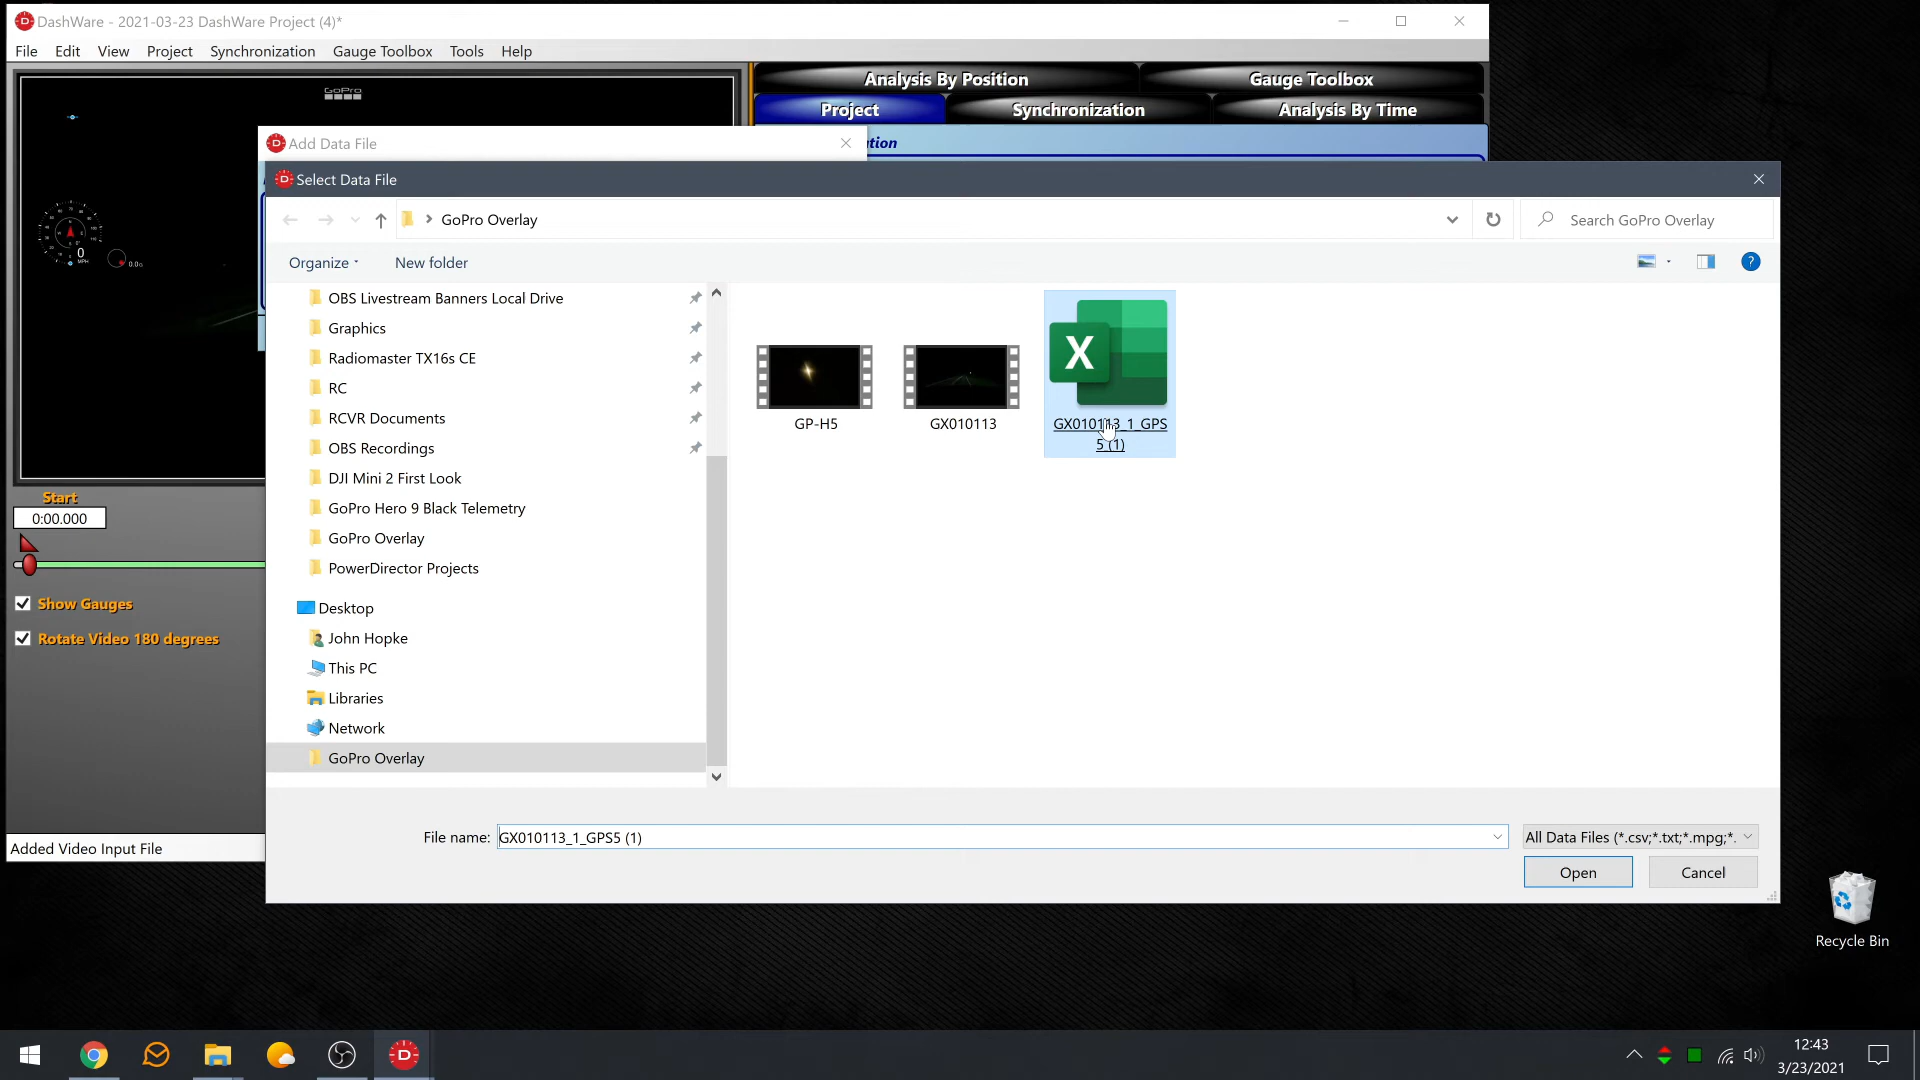 DashWare - 2021-03-23 DashWare Project (4)*
File Edit View Project Synchronization Gauge Toolbox Tools Help
GoPro
Analysis By Position Gauge Toolbox
Project Synchronization Analysis By Time
Add Data File
Select Data File
GoPro Overlay
Search GoPro Overlay
Organize New folder
0
MPH
0.0G
OBS Livestream Banners Local Drive
Graphics
Radiomaster TX16s CE
RC
RCVR Documents
OBS Recordings
DJI Mini 2 First Look
GoPro Hero 9 Black Telemetry
GoPro Overlay
PowerDirector Projects
Desktop
John Hopke
This PC
Libraries
Network
GoPro Overlay
X
GP-H5
GX010113
GX010113_1_GPS
5 (1)
Start
0:00.000
Show Gauges
Rotate Video 180 degrees
File name: GX010113_1_GPS5 (1)
All Data Files (*.csv;*.txt;*.mpg;*.
Open Cancel
Added Video Input File
Recycle Bin
12:43
3/23/2021